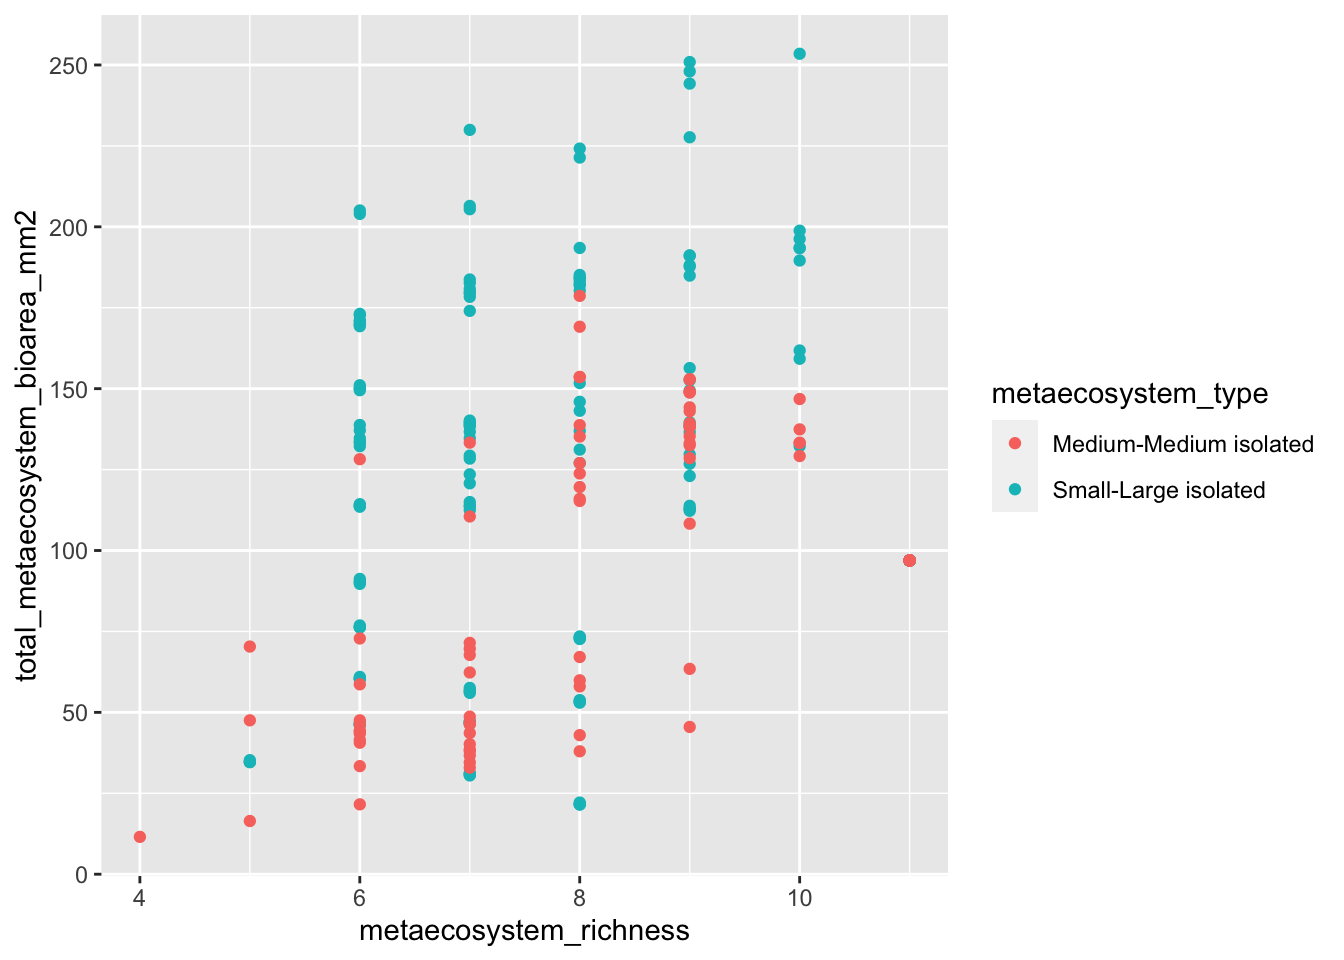 250
200
150
100
50
0
4
6
8
10
metaecosystem_richness
total_metaecosystem_bioarea_mm2
metaecosystem_type
Medium-Medium isolated
Small-Large isolated